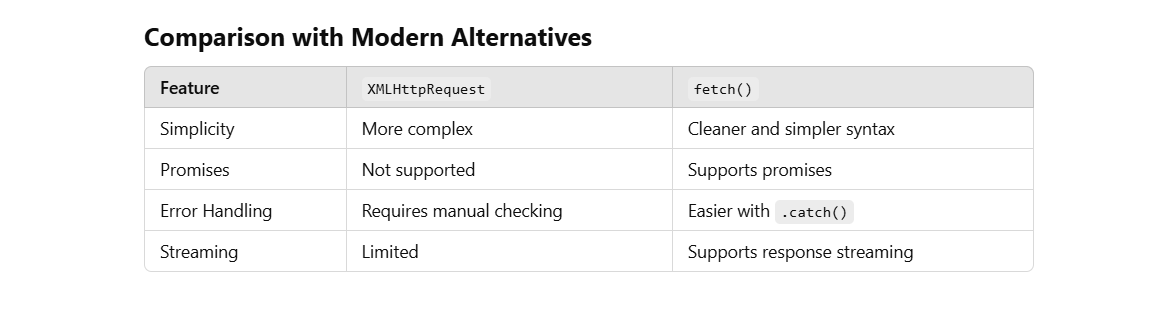 Comparison with Modern Alternatives
Feature XMLHttpRequest fetch()
Simplicity More complex Cleaner and simpler syntax
Promises Not supported Supports promises
Error Handling Requires manual checking Easier with .catch()
Streaming Limited Supports response streaming